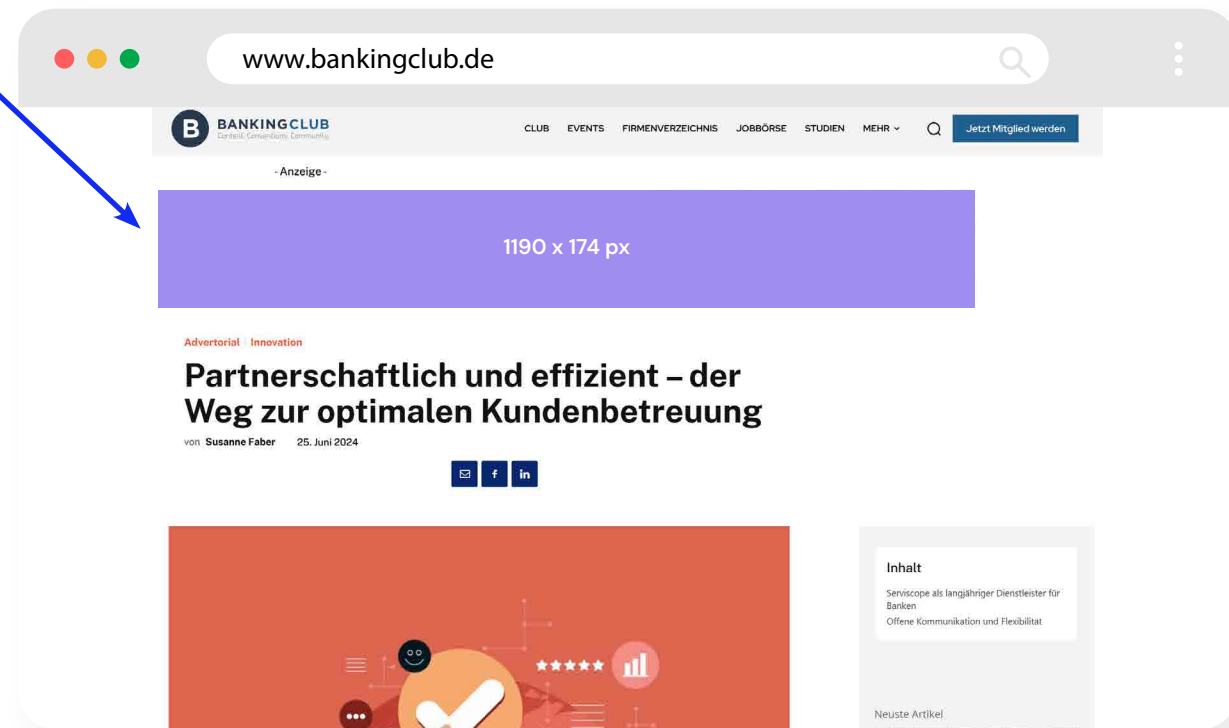 www.bankingclub.de
B BANKINGCLUB
Content. Conventions. Community.
CLUB EVENTS FIRMENVERZEICHNIS JOBBÖRSE STUDIEN MEHR Jetzt Mitglied werden
- Anzeige -
1190 x 174 px
Advertorial Innovation
Partnerschaftlich und effizient – der
Weg zur optimalen Kundenbetreuung
von Susanne Faber 25. Juni 2024
f in
Inhalt
Serviscope als langjähriger Dienstleister für
Banken
Offene Kommunikation und Flexibilität
Neuste Artikel